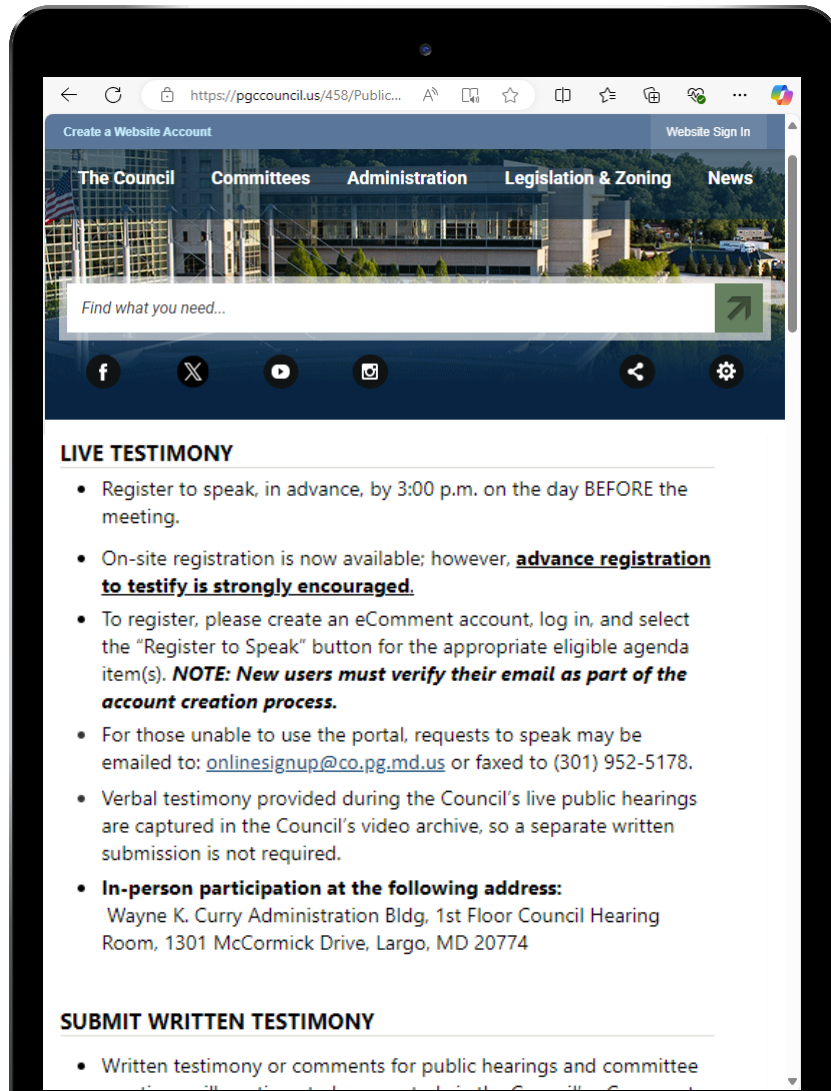 https://pgccouncil.us/458/Public...
Create a Website Account
Website Sign In
The Council
Committees
Administration
Legislation & Zoning
News
Find what you need...
LIVE TESTIMONY
• Register to speak, in advance, by 3:00 p.m. on the day BEFORE the
meeting.
• On-site registration is now available; however, advance registration
to testify is strongly encouraged.
• To register, please create an eComment account, log in, and select
the “Register to Speak” button for the appropriate eligible agenda
item(s). NOTE: New users must verify their email as part of the
account creation process.
• For those unable to use the portal, requests to speak may be
emailed to: onlinesignup@co.pg.md.us or faxed to (301) 952-5178.
• Verbal testimony provided during the Council’s live public hearings
are captured in the Council’s video archive, so a separate written
submission is not required.
• In-person participation at the following address:
Wayne K. Curry Administration Bldg, 1st Floor Council Hearing
Room, 1301 McCormick Drive, Largo, MD 20774
SUBMIT WRITTEN TESTIMONY
• Written testimony or comments for public hearings and committee